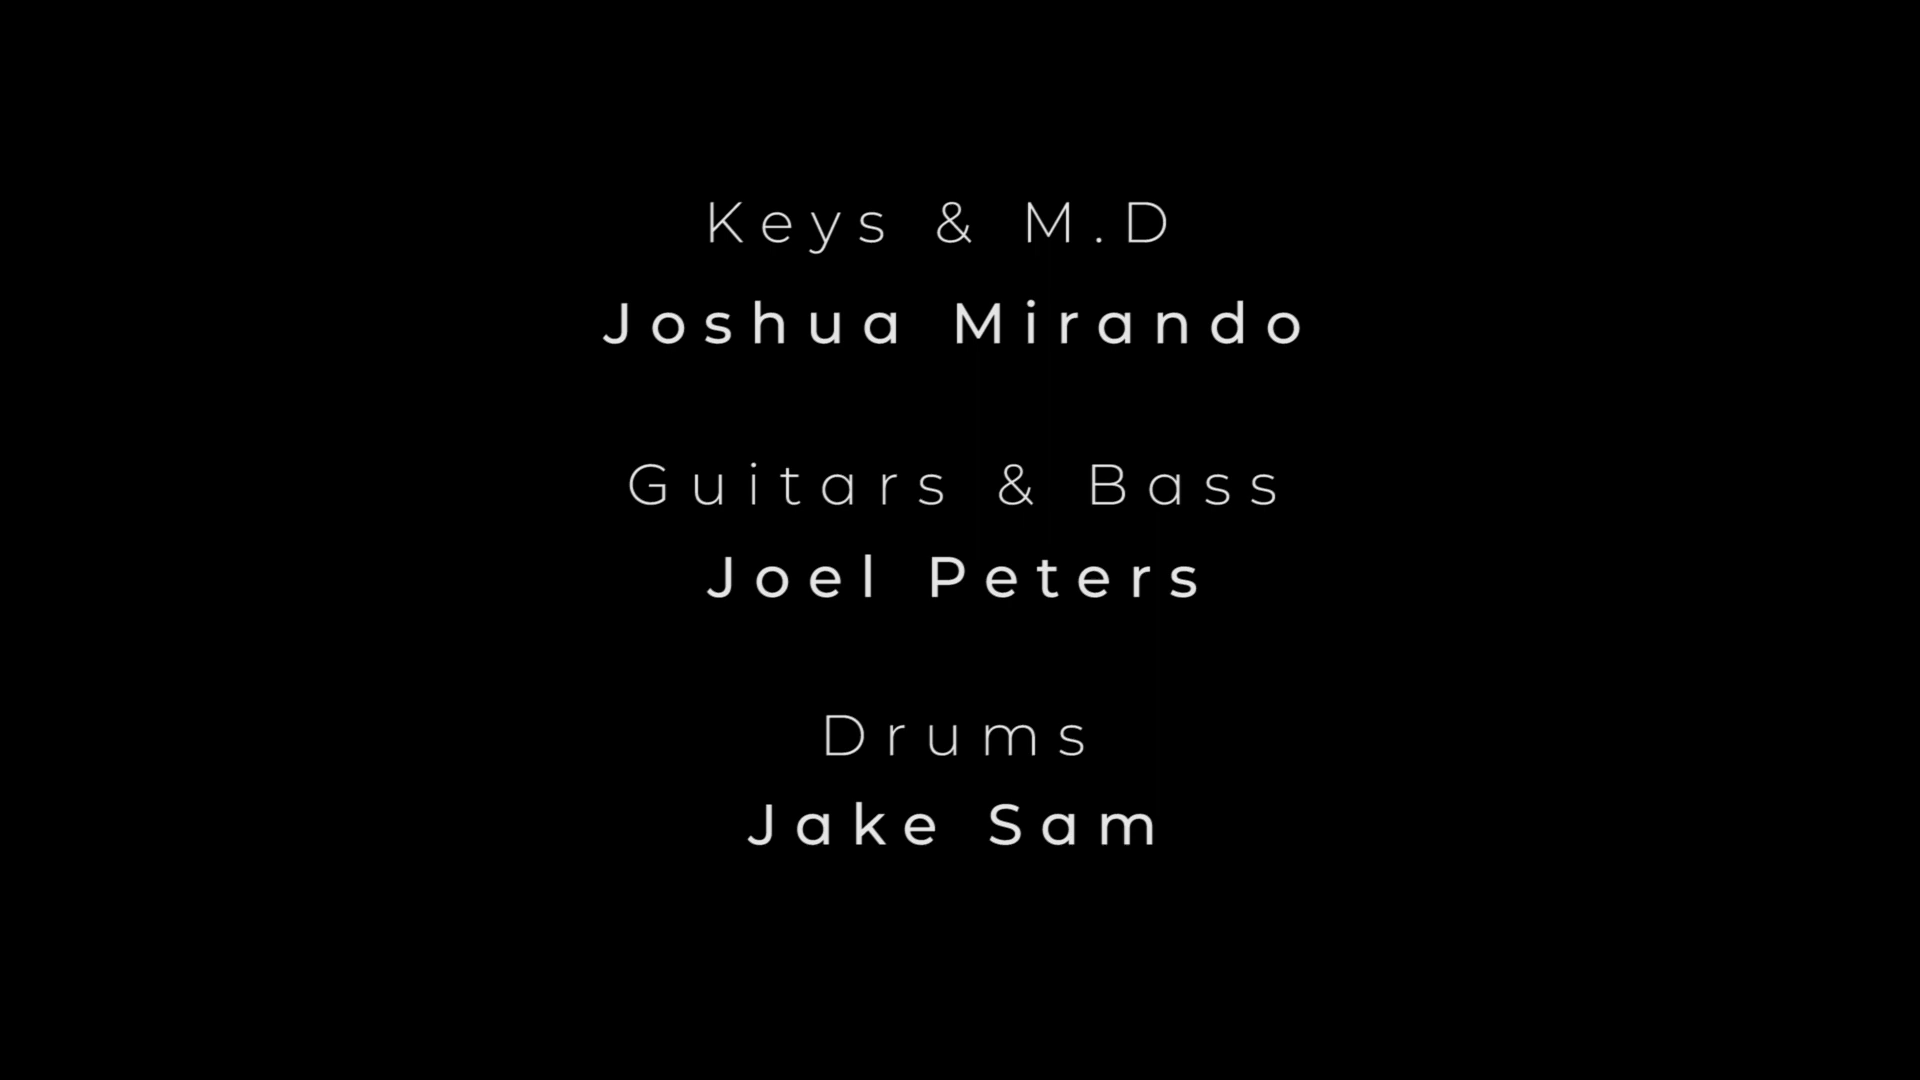 Keys & M.D
Joshua Mirando
Guitars & Bass
Joel Peters
Drums
Jake Sam